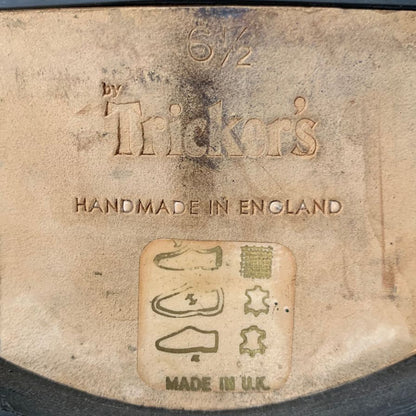 6½
by
Tricker's
HANDMADE IN ENGLAND
MADE IN U.K.